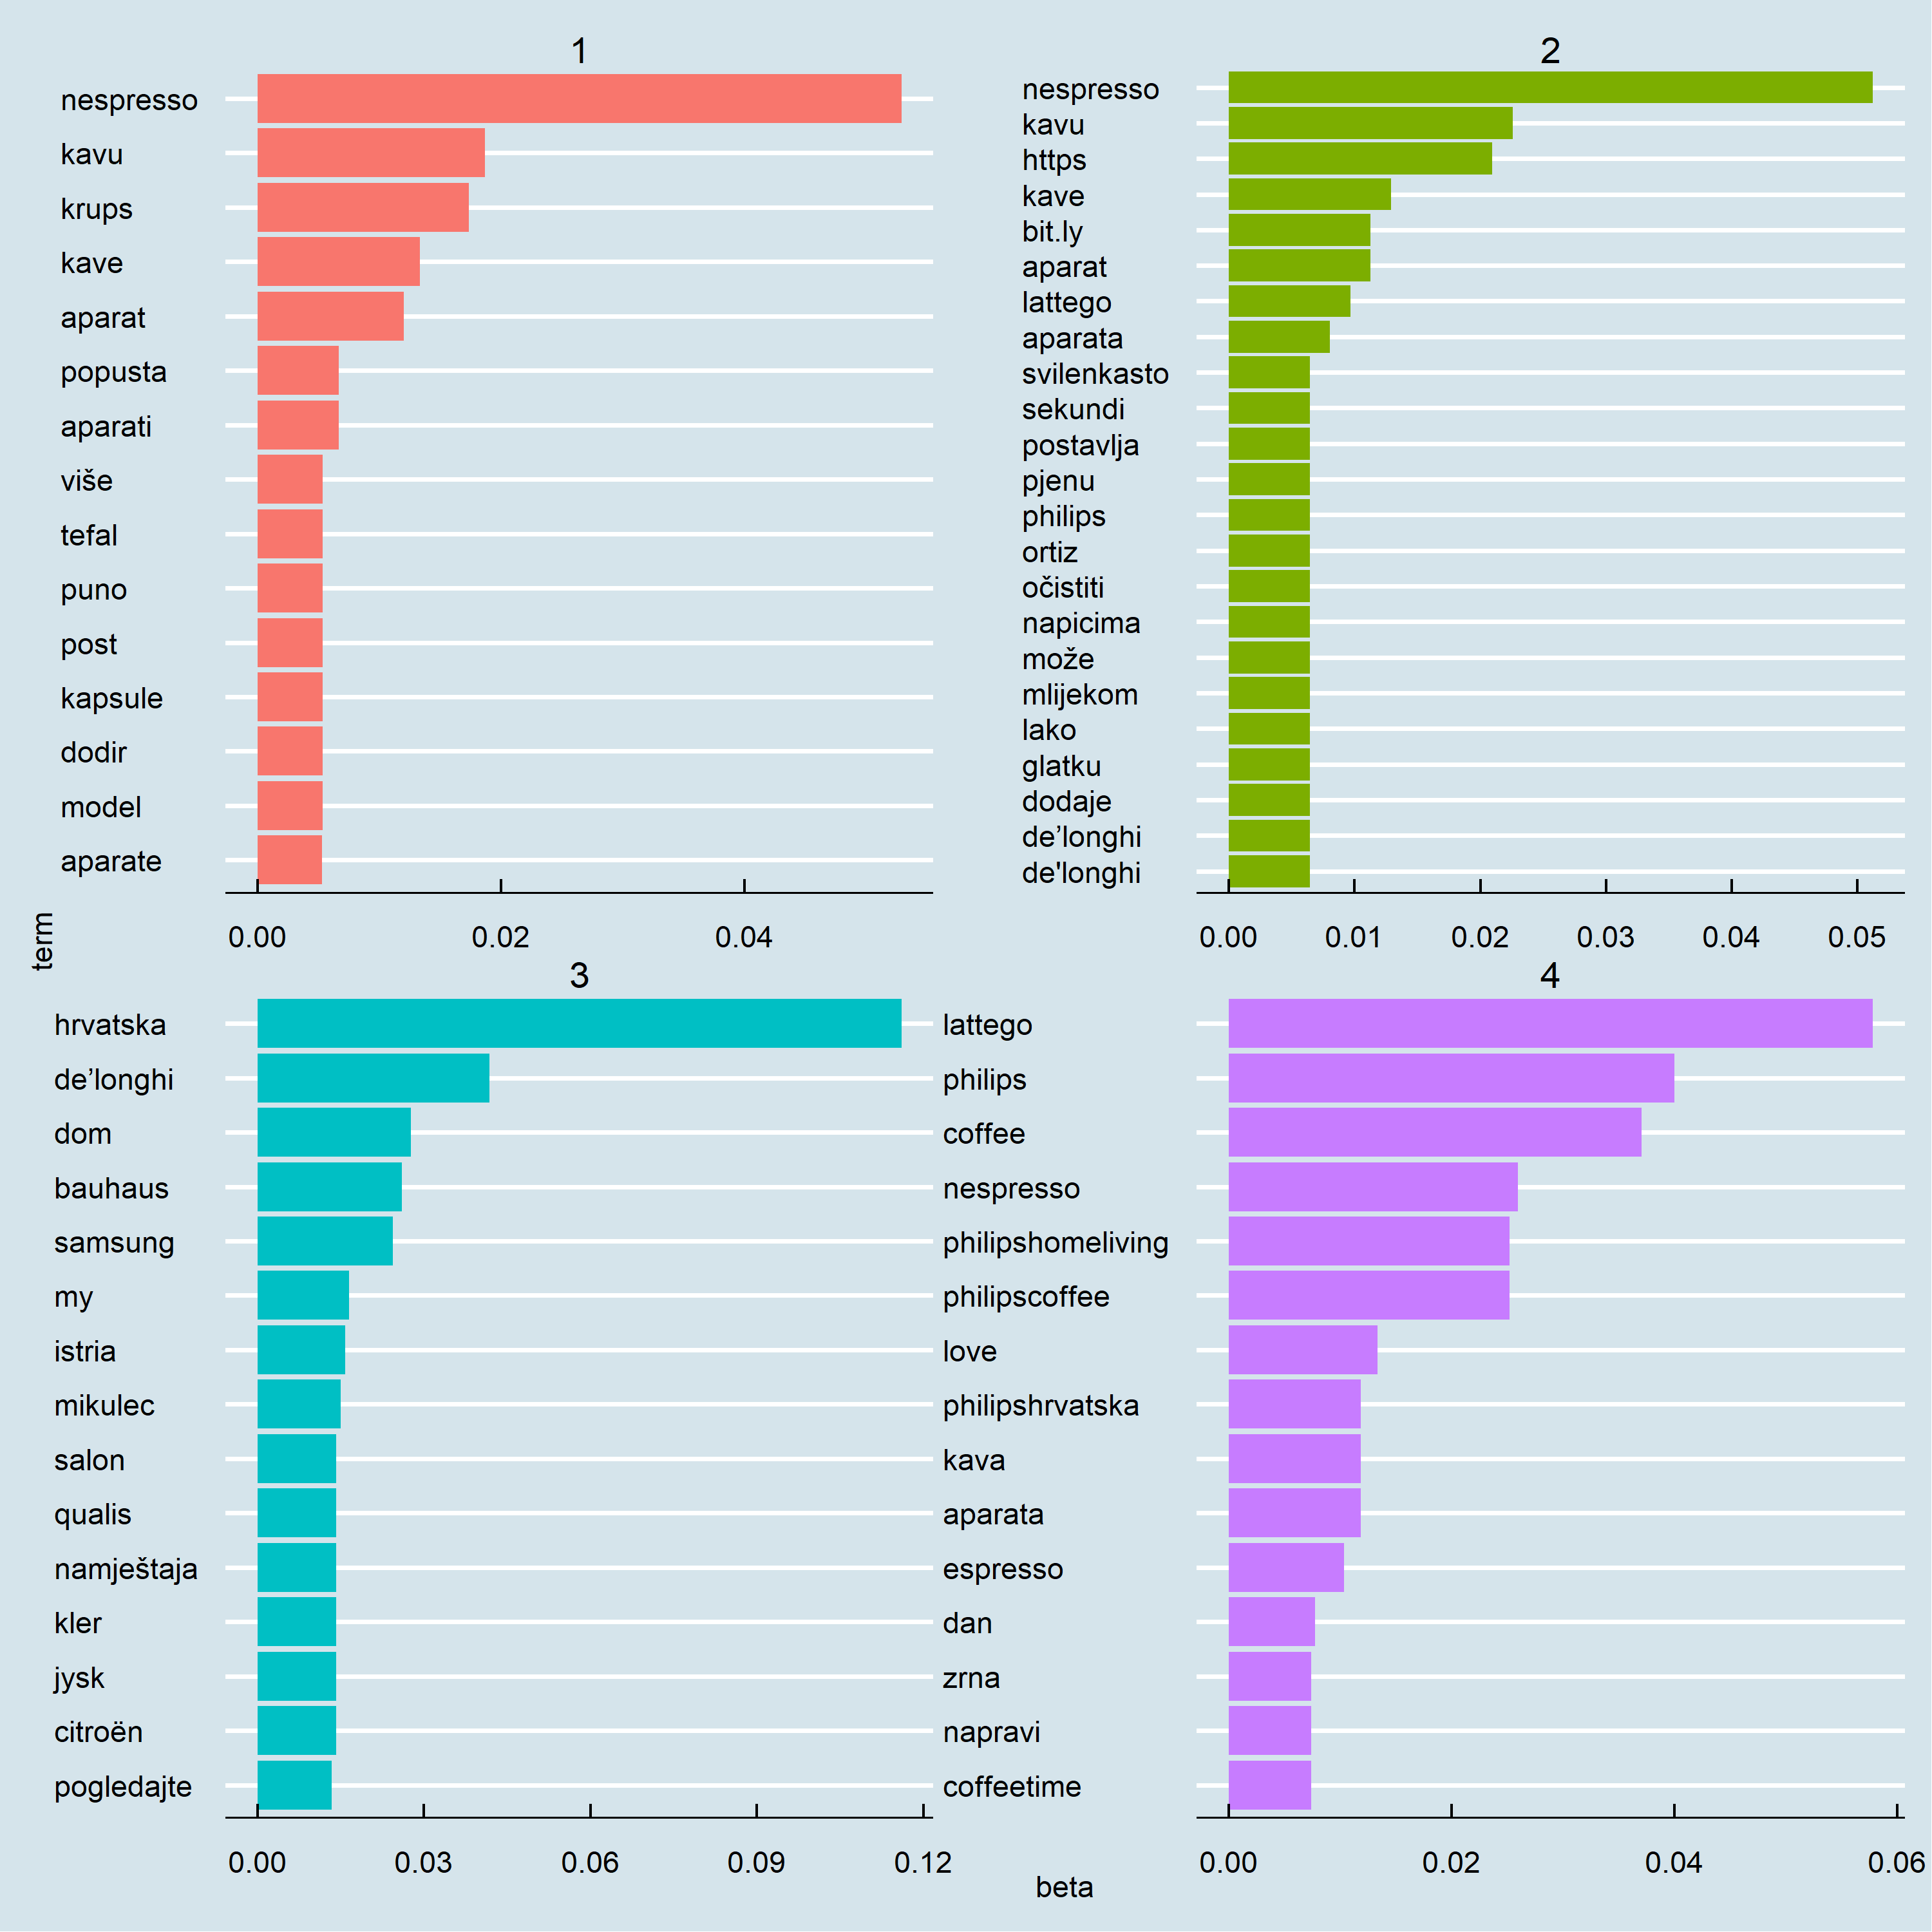 1
nespresso
kavu
krups
kave
aparat
popusta
aparati
više
tefal
puno
post
kapsule
dodir
model
aparate
0.00 0.02 0.04
2
nespresso
kavu
https
kave
bit.ly
aparat
lattego
aparata
svilenkasto
sekundi
postavlja
pjenu
philips
ortiz
očistiti
napicima
može
mlijekom
lako
glatku
dodaje
de’longhi
de'longhi
0.00 0.01 0.02 0.03 0.04 0.05
term
3
hrvatska
de’longhi
dom
bauhaus
samsung
my
istria
mikulec
salon
qualis
namještaja
kler
jysk
citroën
pogledajte
0.00 0.03 0.06 0.09 0.12
4
lattego
philips
coffee
nespresso
philipshomeliving
philipscoffee
love
philipshrvatska
kava
aparata
espresso
dan
zrna
napravi
coffeetime
0.00 0.02 0.04 0.06
beta